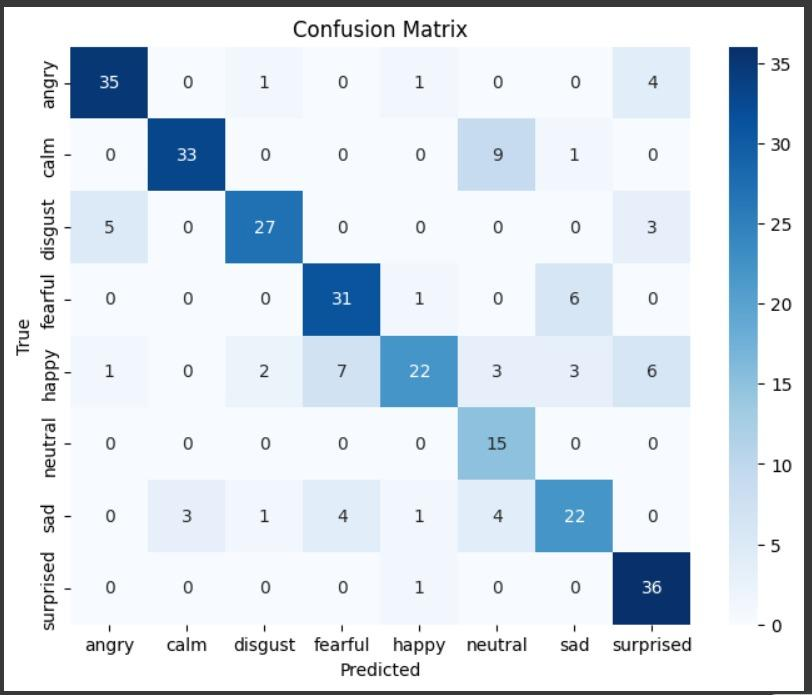 Confusion Matrix
angry 35 0 1 0 1 0 0 4
calm 0 33 0 0 0 9 1 0
disgust 5 0 27 0 0 0 0 3
fearful 0 0 0 31 1 0 6 0
happy 1 0 2 7 22 3 3 6
neutral 0 0 0 0 0 15 0 0
sad 0 3 1 4 1 4 22 0
surprised 0 0 0 0 1 0 0 36
angry calm disgust fearful happy neutral sad surprised
Predicted
True
35
30
25
20
15
10
5
0